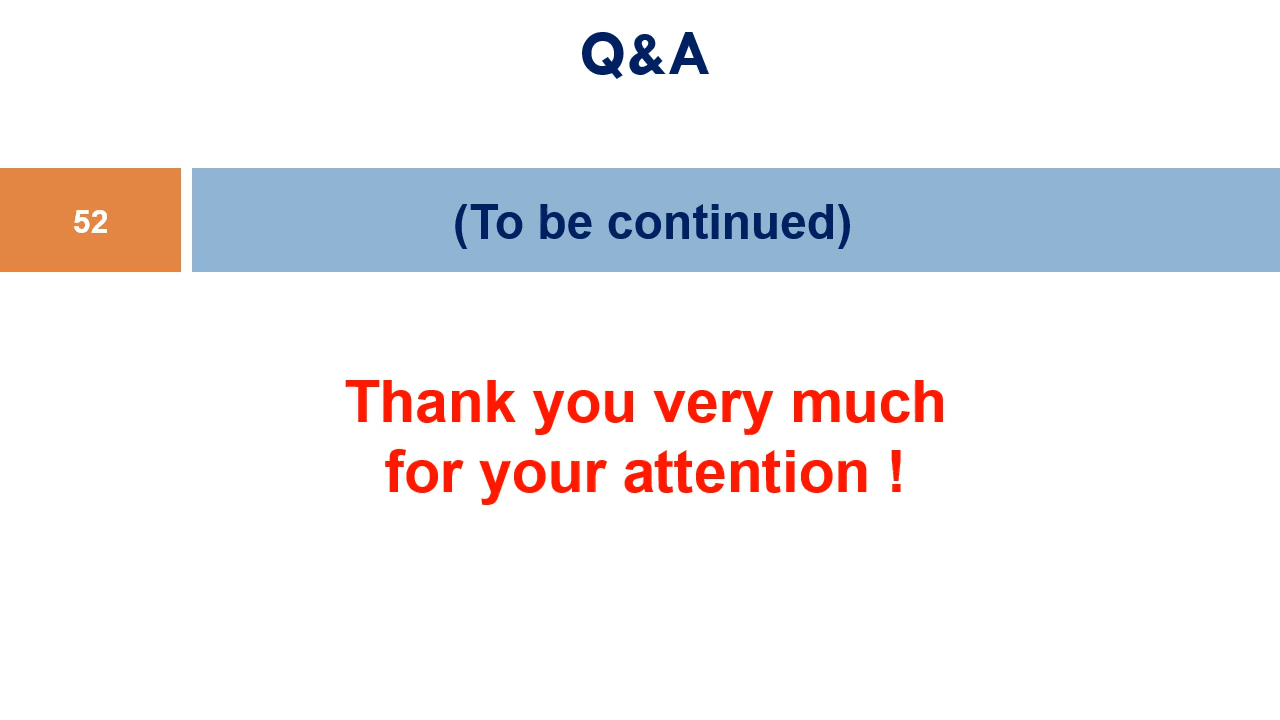 Q&A
52
(To be continued)
Thank you very much
for your attention !